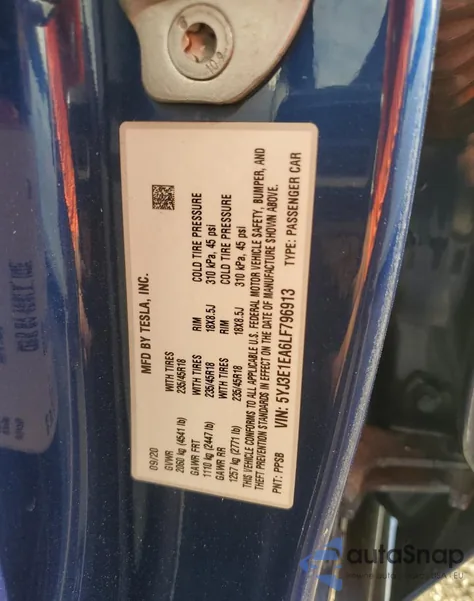 10.9
MFD BY TESLA, INC.
09/20
GVWR
2060 kg (4541 lb)
GAWR FRT WITH TIRES RIM COLD TIRE PRESSURE
1110 kg (2447 lb) 235/45R18 18X8.5J 310 kPa, 45 psi
GAWR RR WITH TIRES RIM COLD TIRE PRESSURE
1257 kg (2771 lb) 235/45R18 18X8.5J 310 kPa, 45 psi
THIS VEHICLE CONFORMS TO ALL APPLICABLE U.S. FEDERAL MOTOR VEHICLE SAFETY, BUMPER, AND
THEFT PREVENTION STANDARDS IN EFFECT ON THE DATE OF MANUFACTURE SHOWN ABOVE.
VIN: 5YJ3E1EA6LF796913
PNT: PPSB TYPE: PASSENGER CAR
autoSnap